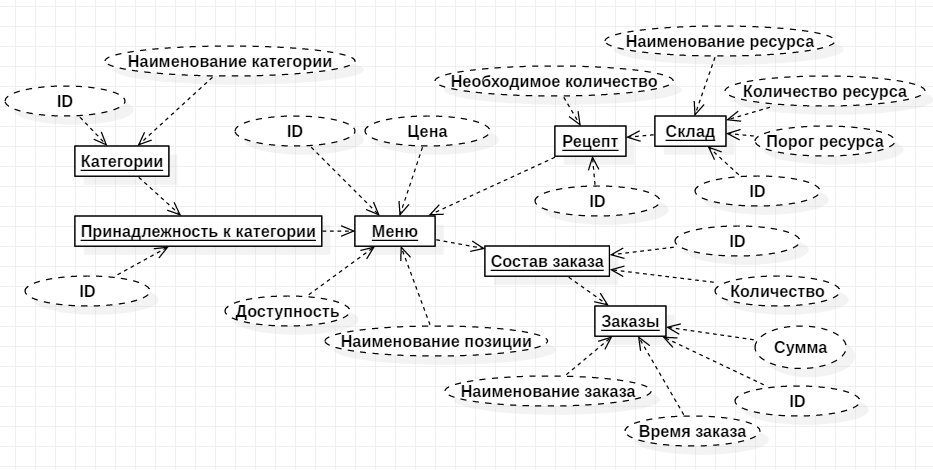 Наименование ресурса
Наименование категории
Необходимое количество
Количество ресурса
ID
ID
Цена
Склад
Рецепт
Порог ресурса
Категории
ID
ID
Принадлежность к категории
Меню
ID
Состав заказа
ID
Количество
Доступность
Заказы
Наименование позиции
Сумма
Наименование заказа
ID
Время заказа